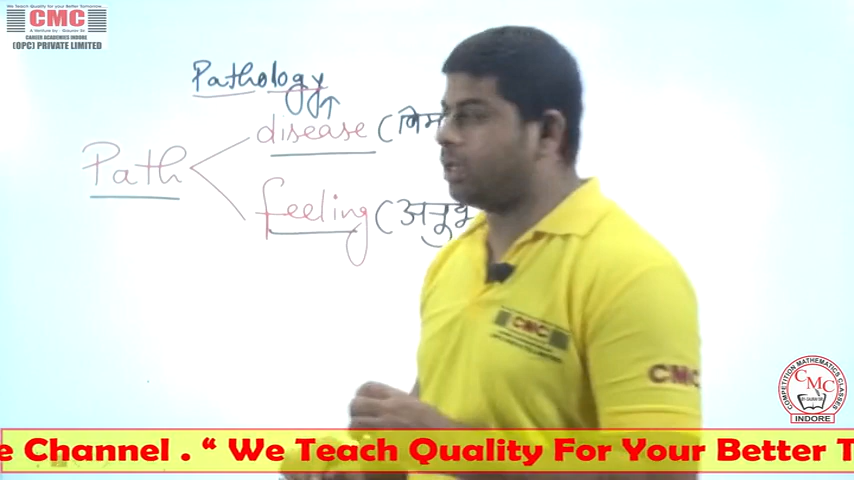 We Teach Quality for your Better Tomorrow....
CMC
A Venture by - Gaurav Sir
CAREER ACADEMIES INDORE
(OPC) PRIVATE LIMITED
Pathology
disease (
Path
feeling (
CMC
CMC
COMPETITION MATHEMATICS CLASSES
CMC
INDORE
e Channel . “ We Teach Quality For Your Better T